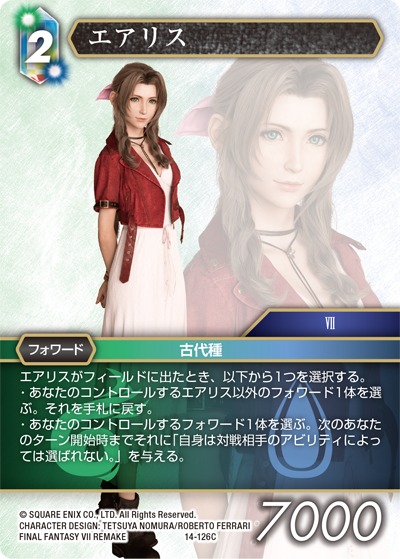 2
エアリス
VII
フォワード
古代種
エアリスがフィールドに出たとき、以下から1つを選択する。
・あなたのコントロールするエアリス以外のフォワード1体を選
ぶ。それを手札に戻す。
・あなたのコントロールするフォワード1体を選ぶ。次のあなた
のターン開始時までそれに「自身は対戦相手のアビリティによっ
ては選ばれない。」を与える。
© SQUARE ENIX CO., LTD. All Rights Reserved.
CHARACTER DESIGN: TETSUYA NOMURA/ROBERTO FERRARI
FINAL FANTASY VII REMAKE
14-126C
7000